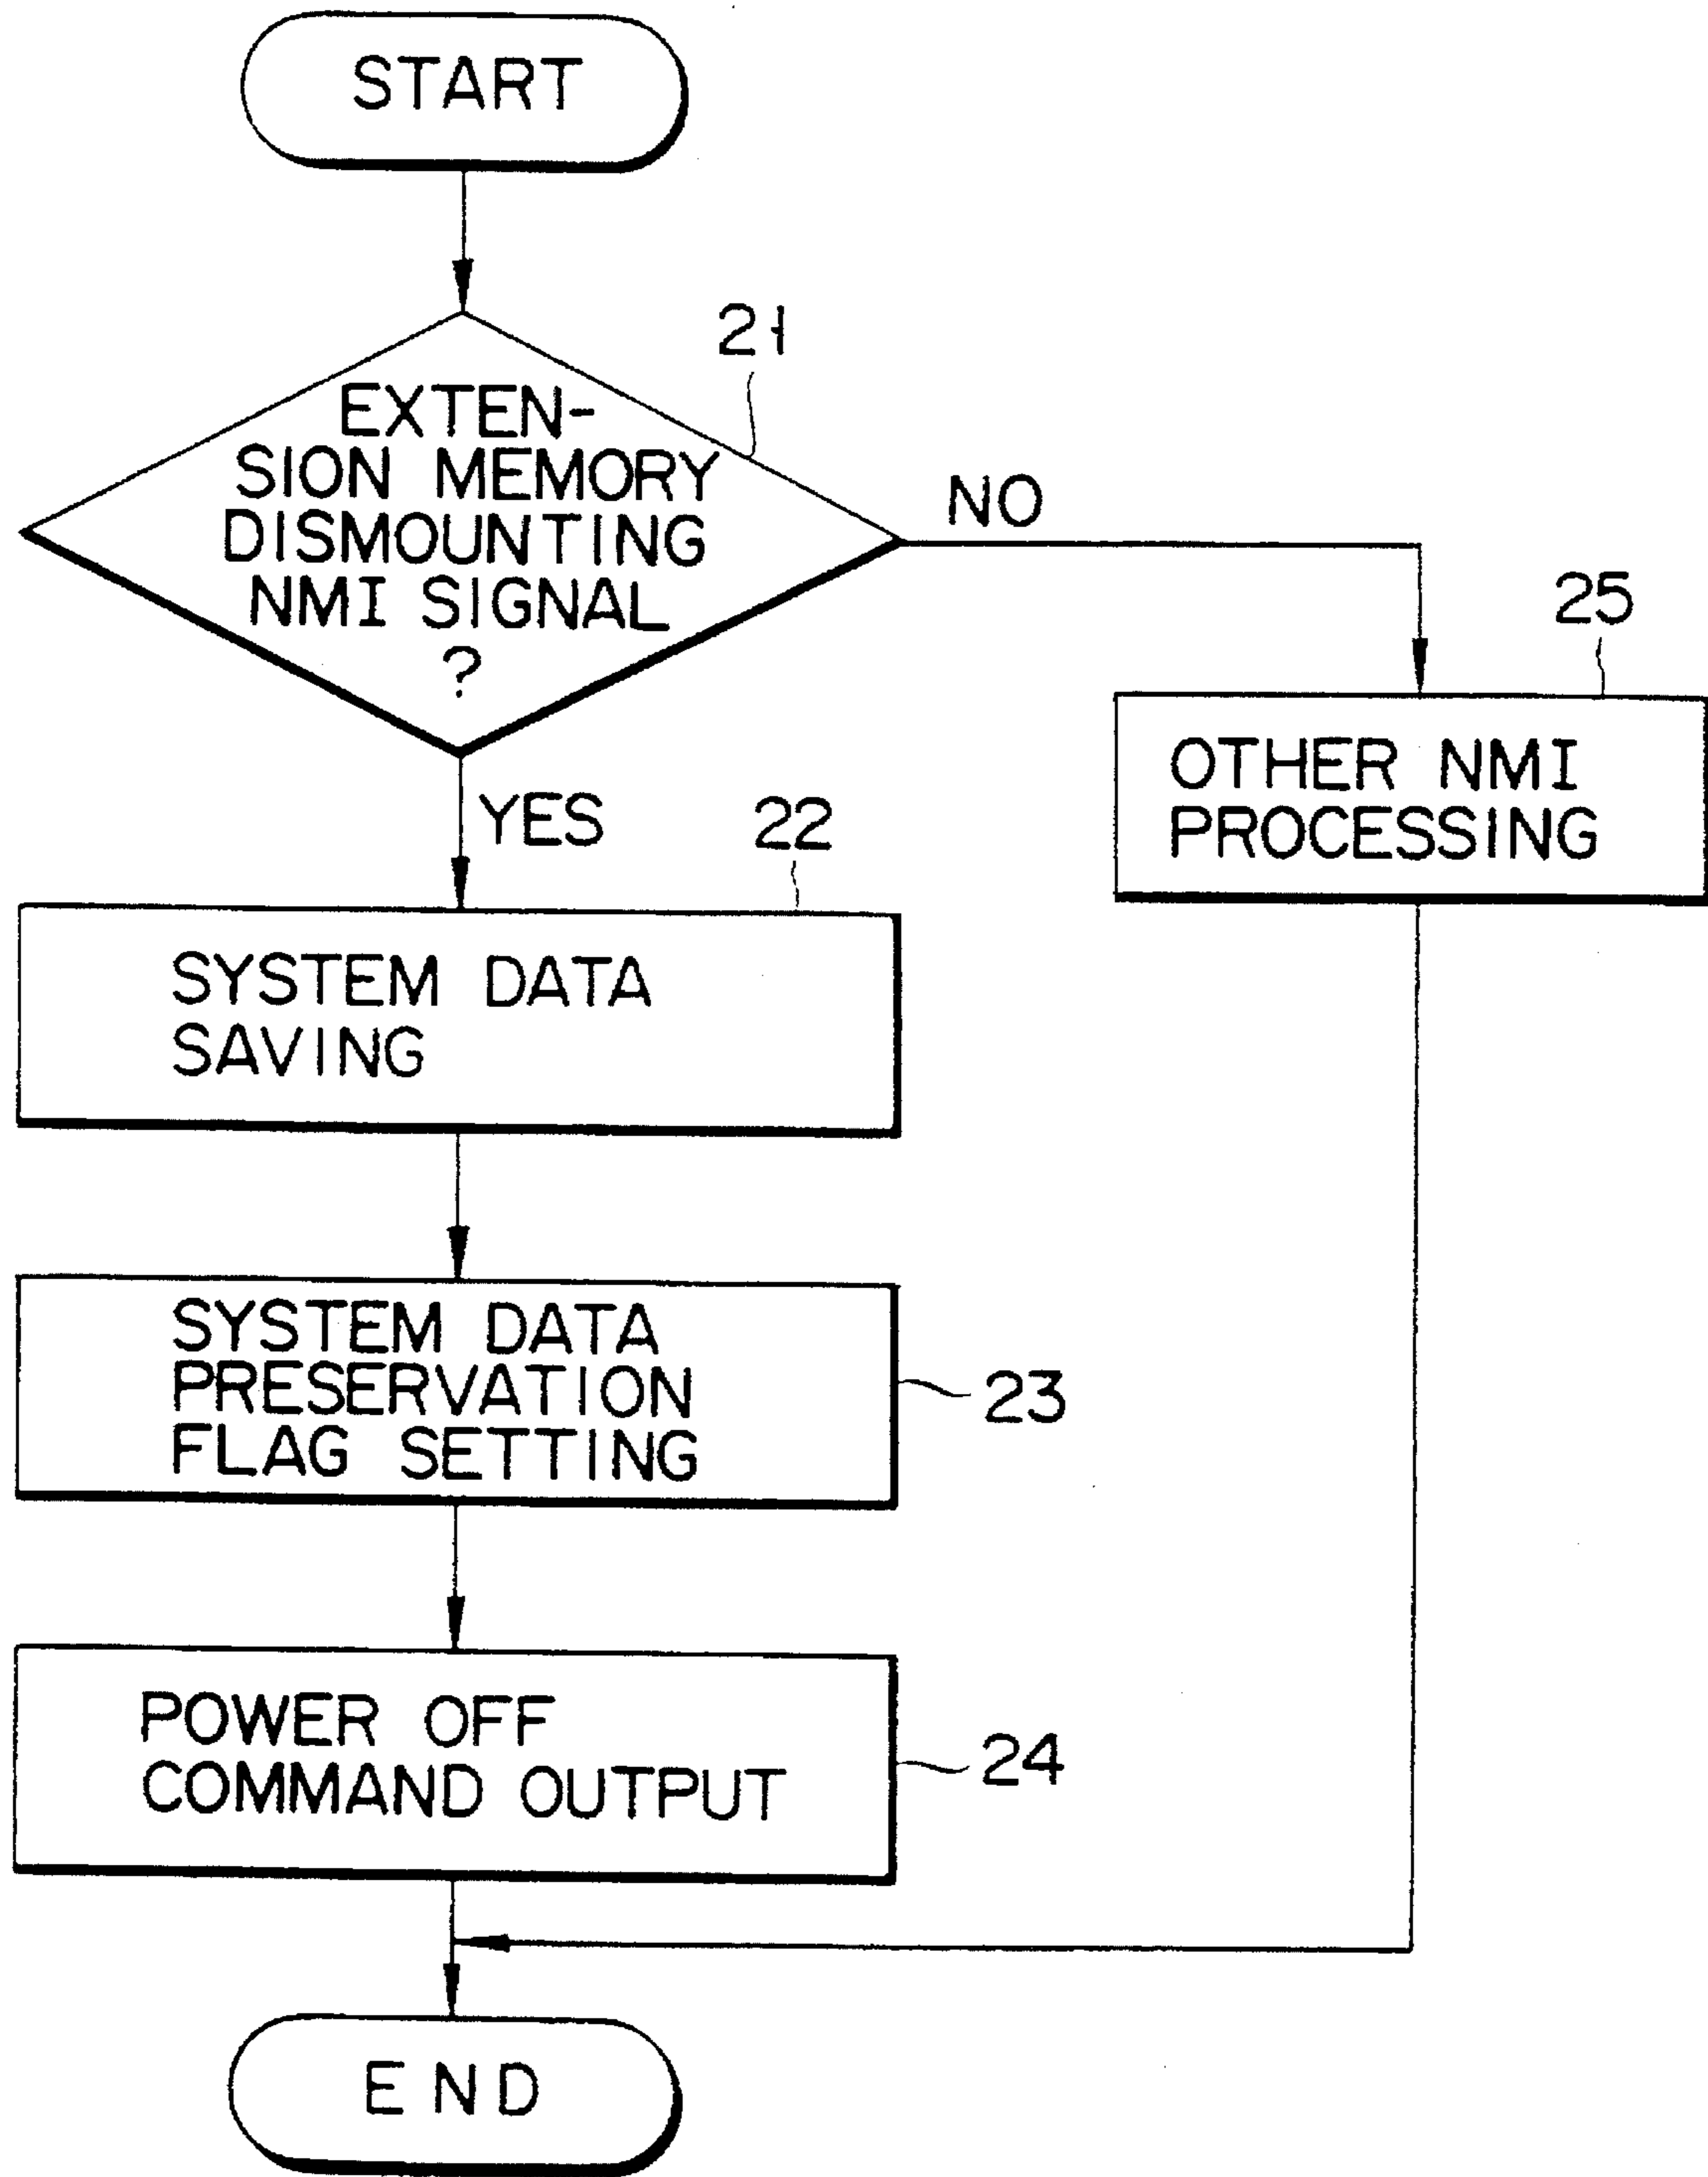 START
21
EXTEN-
SION MEMORY
DISMOUNTING
NMI SIGNAL
?
NO
25
OTHER NMI
PROCESSING
YES
22
SYSTEM DATA
SAVING
SYSTEM DATA
PRESERVATION
FLAG SETTING
23
POWER OFF
COMMAND OUTPUT
24
END